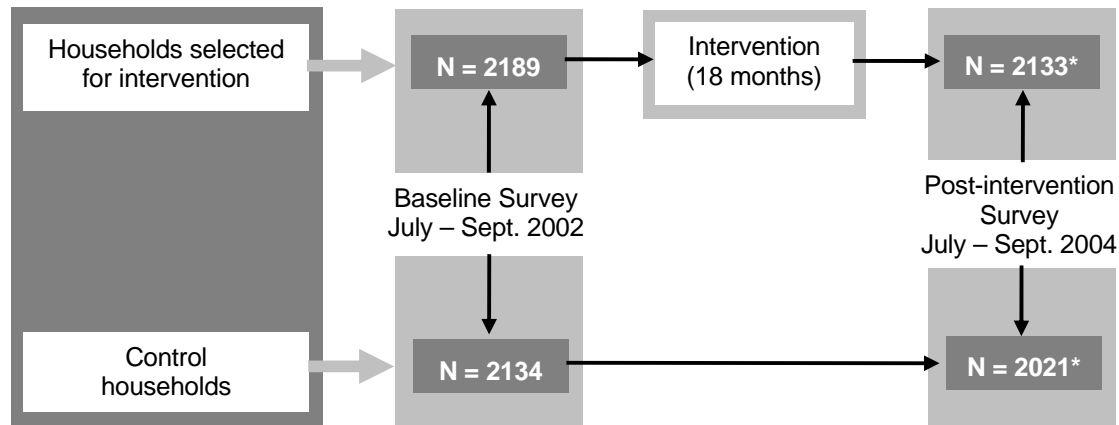 Households selected
for intervention
N = 2189
Intervention
(18 months)
N = 2133*
Baseline Survey
July – Sept. 2002
Post-intervention
Survey
July – Sept. 2004
Control
households
N = 2134
N = 2021*